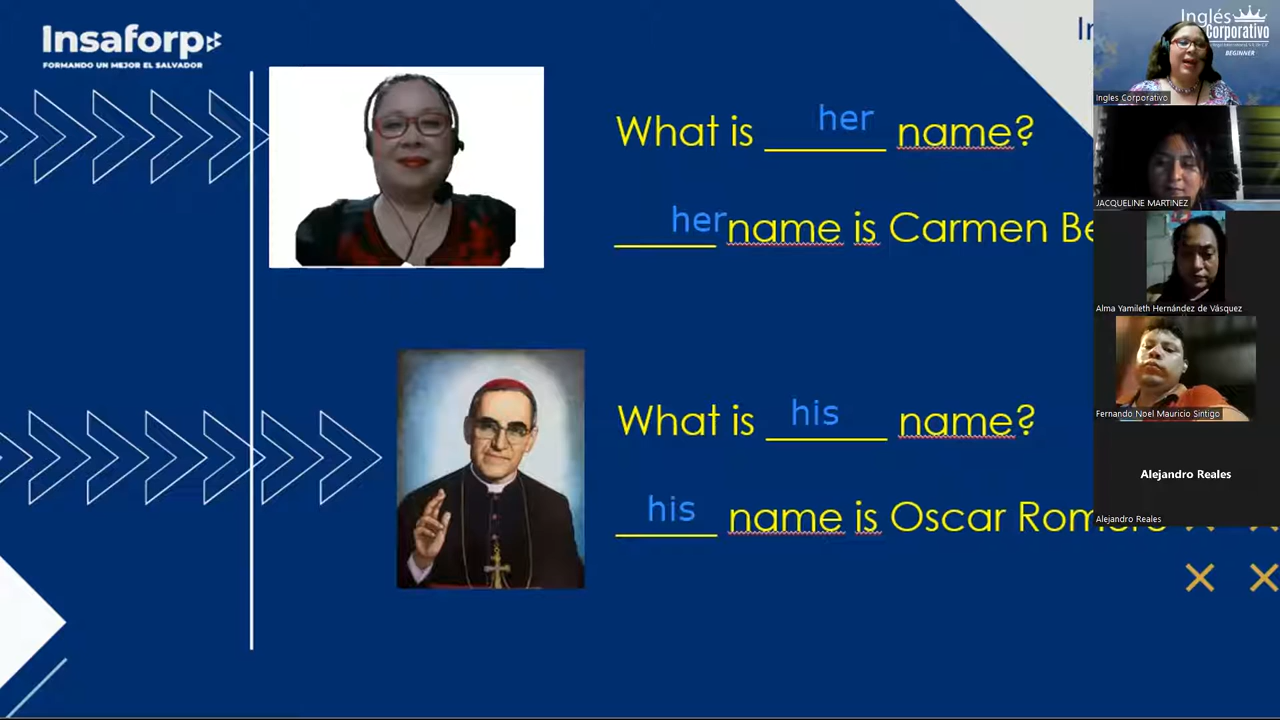 Insaforp
FORMANDO UN MEJOR EL SALVADOR
What is ______ name?
her
her name is Carmen
What is ______ name?
his
his name is Oscar
Inglés
Corporativo
BEGINNER
Ingles Corporativo
JACQUELINE MARTINEZ
Alma Yamileth Hernández de Vásquez
Fernando Noel Mauricio Sintigo
Alejandro Reales
Alejandro Reales